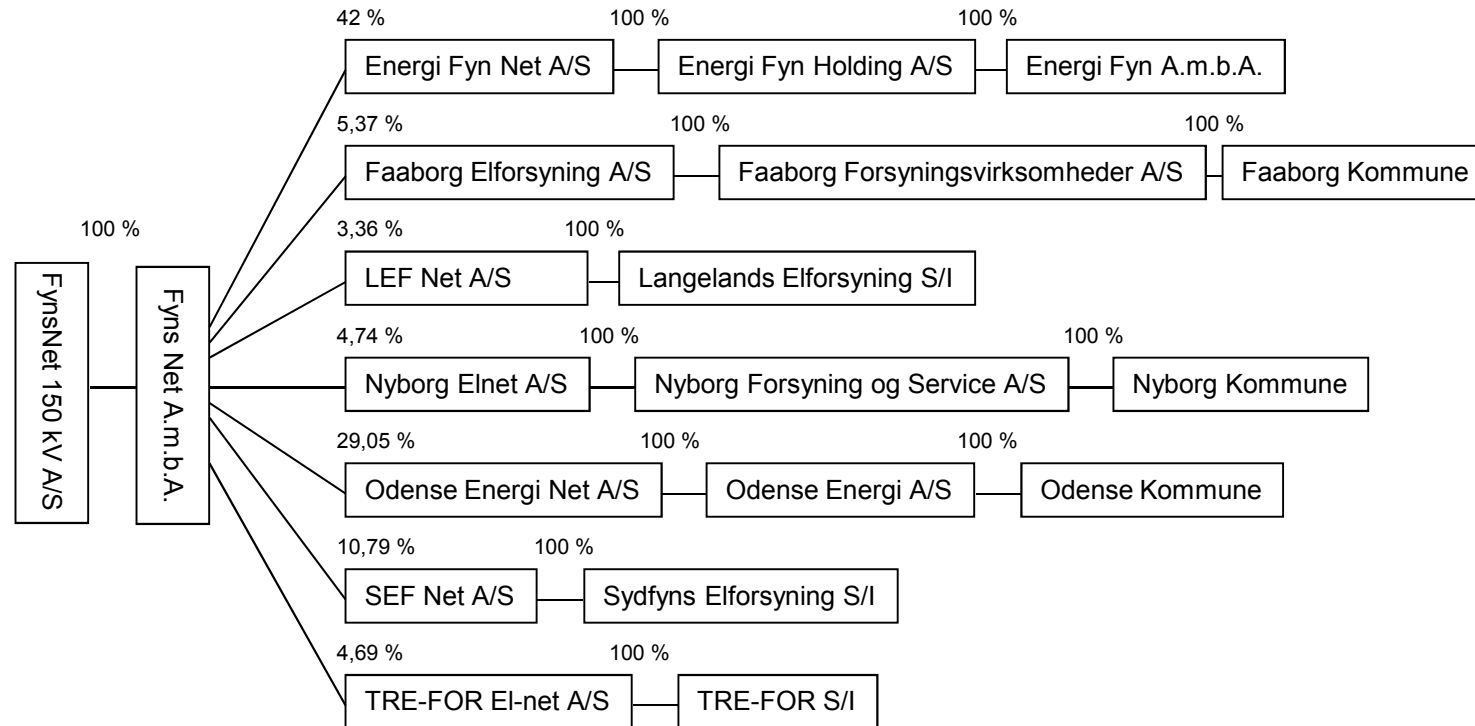 42 %
100 %
100 %
Energi Fyn Net A/S
Energi Fyn Holding A/S
Energi Fyn A.m.b.A.
5,37 %
100 %
100 %
Faaborg Elforsyning A/S
Faaborg Forsyningsvirksomheder A/S
Faaborg Kommune
100 %
FynsNet 150 kV A/S
Fyns Net A.m.b.A.
3,36 %
100 %
LEF Net A/S
Langelands Elforsyning S/I
4,74 %
100 %
100 %
Nyborg Elnet A/S
Nyborg Forsyning og Service A/S
Nyborg Kommune
29,05 %
100 %
100 %
Odense Energi Net A/S
Odense Energi A/S
Odense Kommune
10,79 %
100 %
SEF Net A/S
Sydfyns Elforsyning S/I
4,69 %
100 %
TRE-FOR El-net A/S
TRE-FOR S/I